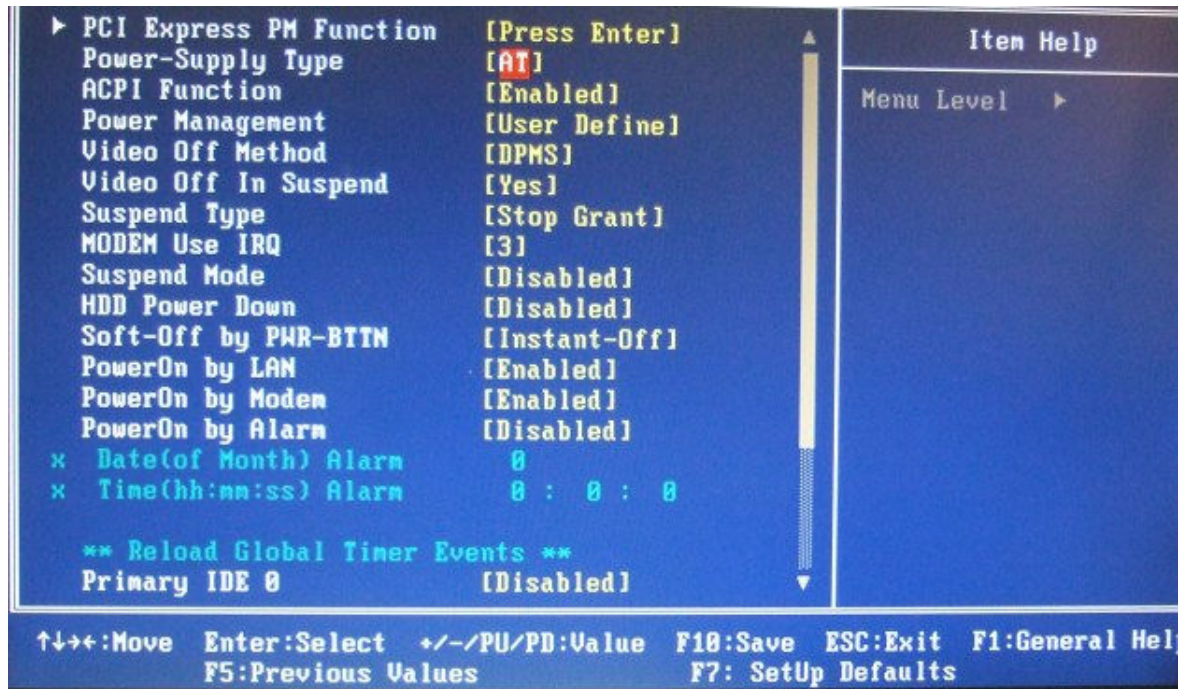 PCI Express PM Function [Press Enter]
Power-Supply Type [AT]
ACPI Function [Enabled]
Power Management [User Define]
Video Off Method [DPMS]
Video Off In Suspend [Yes]
Suspend Type [Stop Grant]
MODEM Use IRQ [3]
Suspend Mode [Disabled]
HDD Power Down [Disabled]
Soft-Off by PWR-BTTN [Instant-Off]
PowerOn by LAN [Enabled]
PowerOn by Modem [Enabled]
PowerOn by Alarm [Disabled]
x Date(of Month) Alarm 0
x Time(hh:mm:ss) Alarm 0 : 0 : 0
** Reload Global Timer Events **
Primary IDE 0 [Disabled]
Item Help
Menu Level
↑↓→←:Move Enter:Select +/-/PU/PD:Value F10:Save ESC:Exit F1:General Hel
F5:Previous Values F7: SetUp Defaults